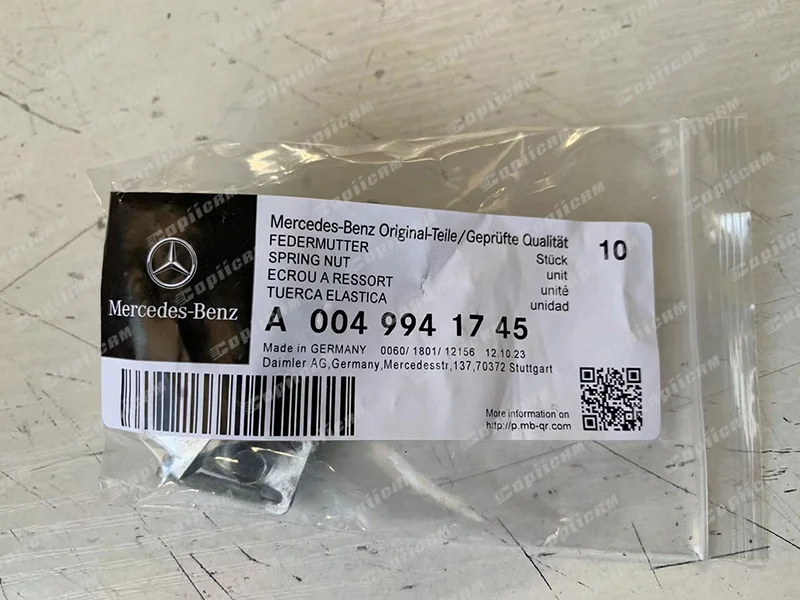 Mercedes-Benz
Mercedes-Benz Original-Teile/Geprüfte Qualität
FEDERMUTTER
SPRING NUT
ECROU A RESSORT
TUERCA ELASTICA
Stück
unit
unité
unidad
10
A 004 994 17 45
Made in GERMANY 0060/ 1801/ 12156 12.10.23
Daimler AG,Germany,Mercedesstr,137,70372 Stuttgart
More information on
http://p.mb-qr.com
CopiiCAM